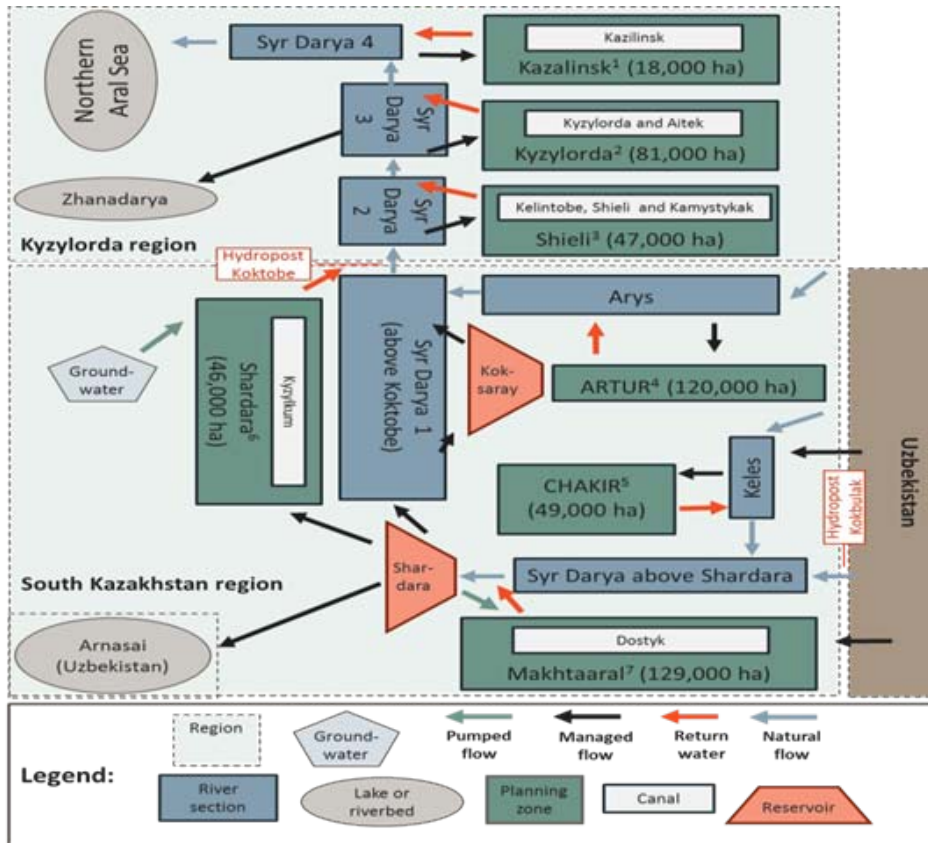 Northern
Aral Sea
Syr Darya 4
Kazilinsk
Kazalinsk¹ (18,000 ha)
Syr
Darya
3
Kyzylorda and Aitek
Kyzylorda² (81,000 ha)
Zhanadarya
Syr
Darya
2
Kelintobe, Shieli and Kamystykak
Shieli³ (47,000 ha)
Kyzylorda region
Hydropost
Koktobe
Arys
Ground-
water
Shardara⁶
(46,000 ha)
Kyzylkum
Syr Darya 1
(above Koktobe)
Kok-
saray
ARTUR⁴ (120,000 ha)
Uzbekistan
CHAKIR⁵
(49,000 ha)
Keles
Hydropost
Kokbulak
Shar-
dara
Syr Darya above Shardara
South Kazakhstan region
Arnasai
(Uzbekistan)
Dostyk
Makhtaaral⁷ (129,000 ha)
Legend:
Region
Ground-
water
Pumped
flow
Managed
flow
Return
water
Natural
flow
River
section
Lake or
riverbed
Planning
zone
Canal
Reservoir